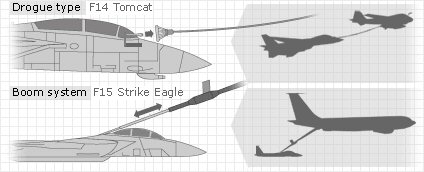 Drogue type F14 Tomcat
Boom system F15 Strike Eagle